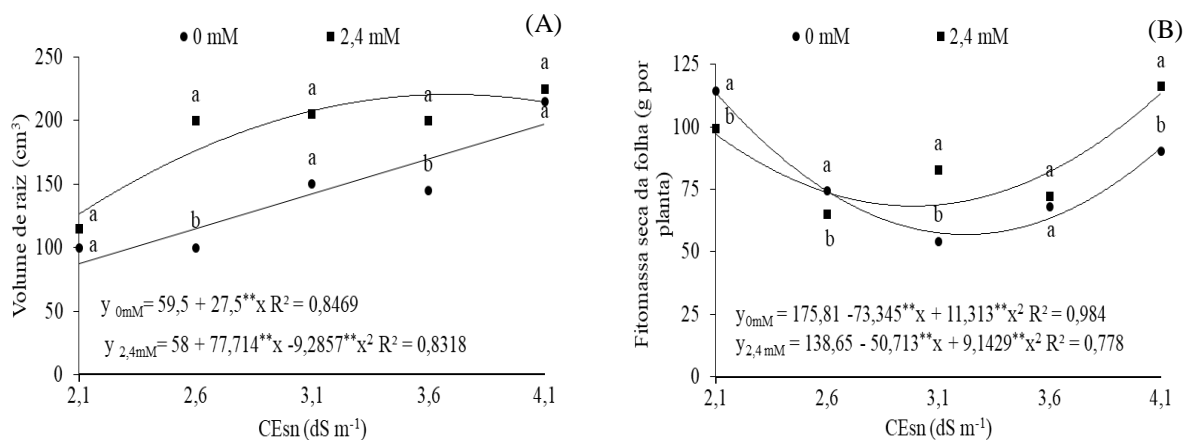 (A)
● 0 mM ■ 2,4 mM
Volume de raiz (cm³)
250
200
150
100
50
0
a
a
a
b
a
a
a
b
a
a
y 0mM= 59,5 + 27,5**x R² = 0,8469
y 2,4mM= 58 + 77,714**x -9,2857**x² R² = 0,8318
2,1 2,6 3,1 3,6 4,1
CEsn (dS m⁻¹)
(B)
● 0 mM ■ 2,4 mM
Fitomassa seca da folha (g por
planta)
125
100
75
50
25
0
a
b
a
b
a
b
a
a
a
b
y0mM = 175,81 -73,345**x + 11,313**x² R² = 0,984
y2,4 mM = 138,65 - 50,713**x + 9,1429**x² R² = 0,778
2,1 2,6 3,1 3,6 4,1
CEsn (dS m⁻¹)